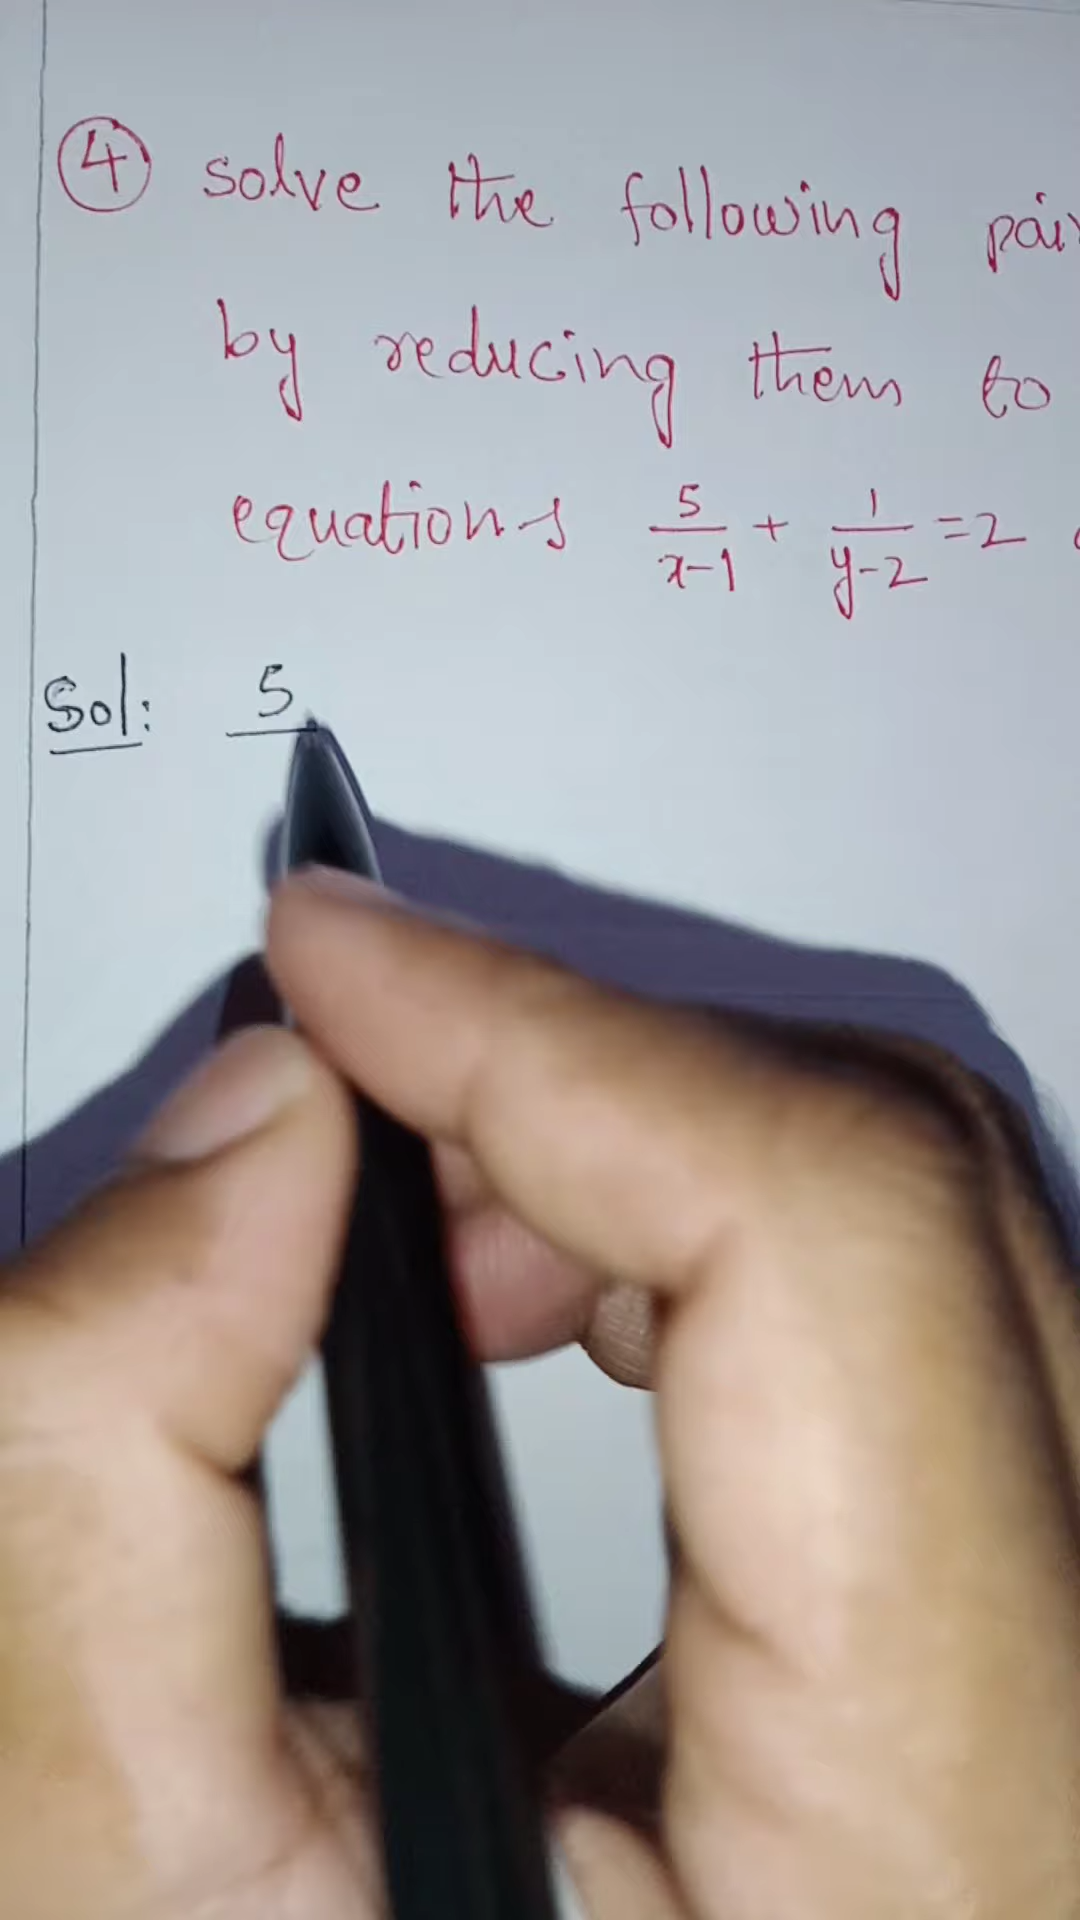 ④ solve the following
by reducing them to
equations 5/(x-1) + 1/(y-2) = 2
Sol: 5